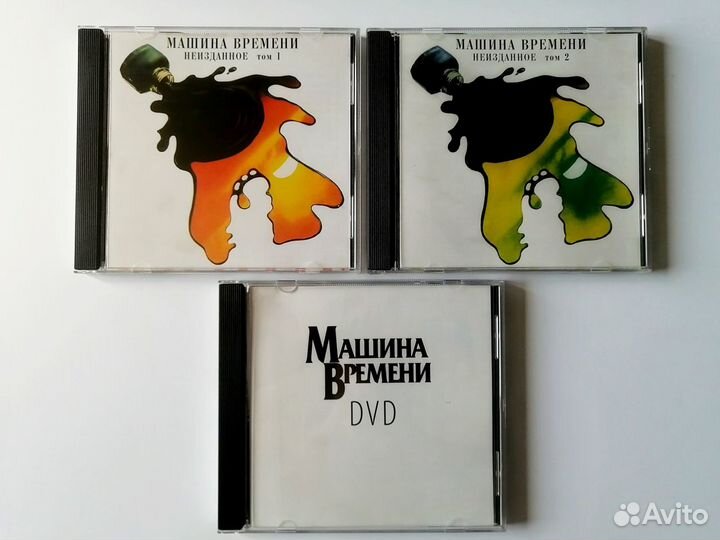 МАШИНА ВРЕМЕНИ
НЕИЗДАННОЕ том 1
МАШИНА ВРЕМЕНИ
НЕИЗДАННОЕ том 2
МАШИНА
ВРЕМЕНИ
DVD
Avito